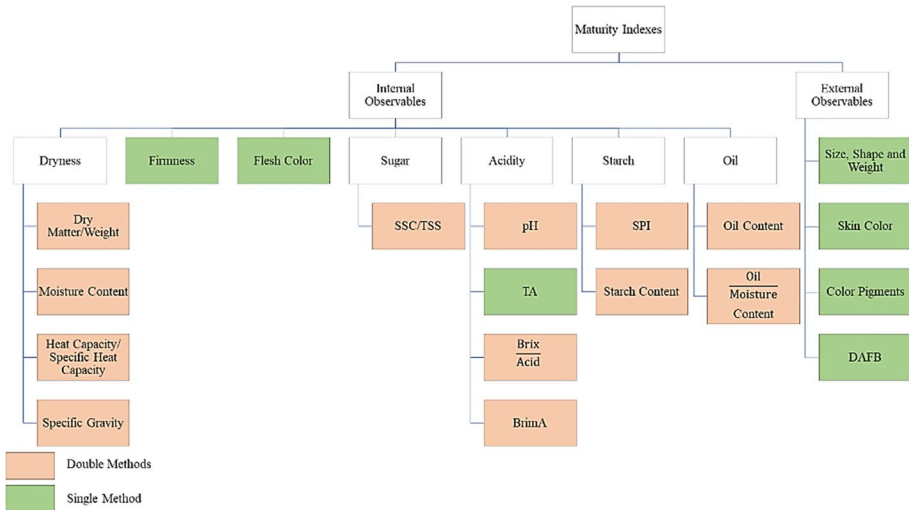 Maturity Indexes
Internal
Observables
External
Observables
Dryness
Firmness
Flesh Color
Sugar
Acidity
Starch
Oil
Size, Shape and
Weight
Dry
Matter/Weight
SSC/TSS
pH
SPI
Oil Content
Skin Color
Moisture Content
TA
Starch Content
Oil
Moisture
Content
Color Pigments
Heat Capacity/
Specific Heat
Capacity
Brix
Acid
DAFB
Specific Gravity
BrimA
Double Methods
Single Method